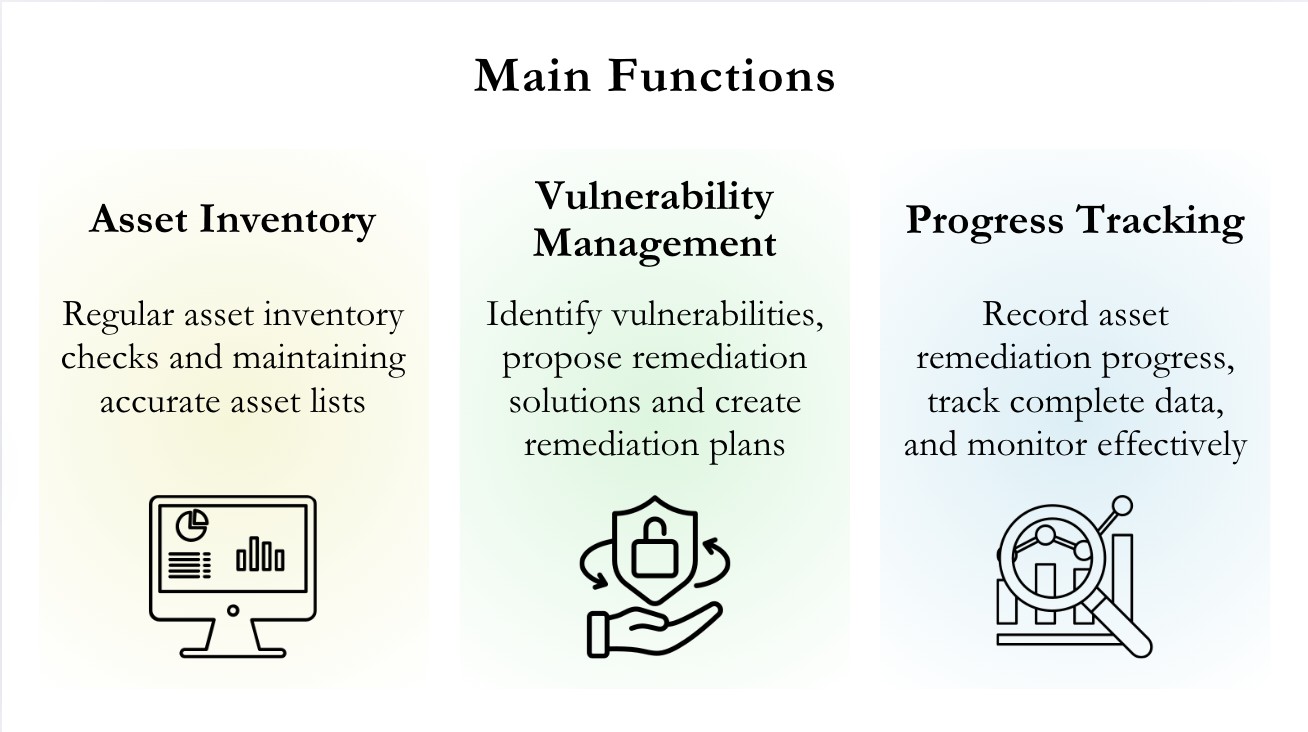 Main Functions
Asset Inventory
Regular asset inventory
checks and maintaining
accurate asset lists
Vulnerability
Management
Identify vulnerabilities,
propose remediation
solutions and create
remediation plans
Progress Tracking
Record asset
remediation progress,
track complete data,
and monitor effectively